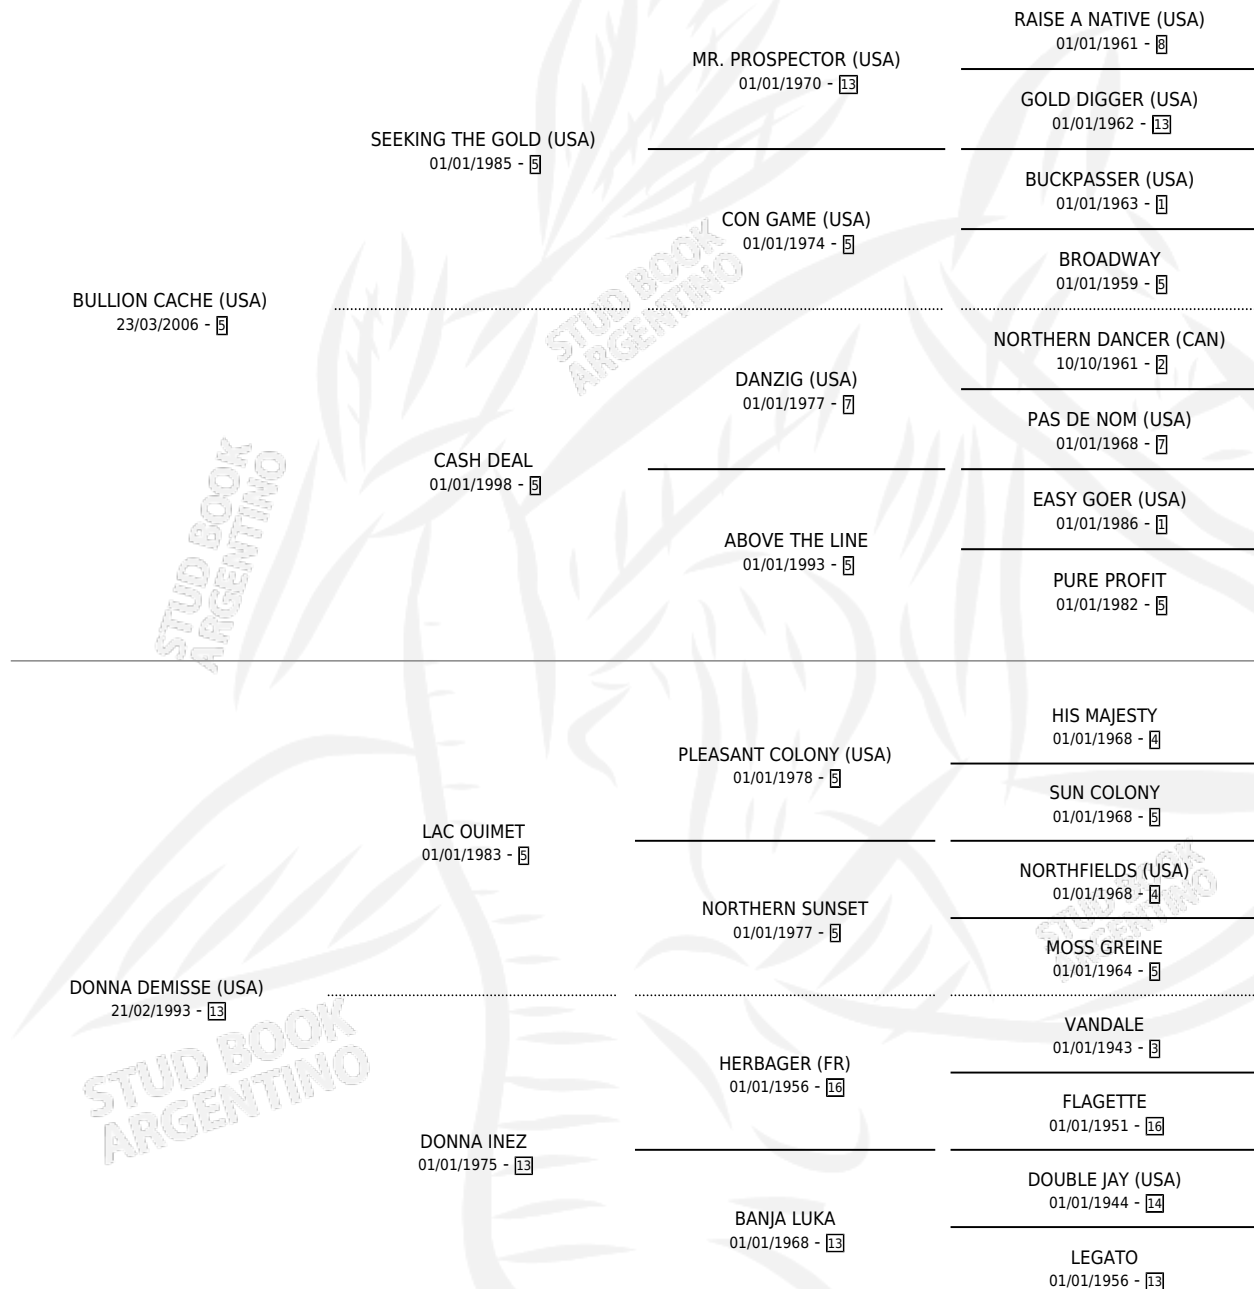 BULLION CACHE (USA)
23/03/2006 - 5
SEEKING THE GOLD (USA)
01/01/1985 - 5
MR. PROSPECTOR (USA)
01/01/1970 - 13
RAISE A NATIVE (USA)
01/01/1961 - 8
GOLD DIGGER (USA)
01/01/1962 - 13
CON GAME (USA)
01/01/1974 - 5
BUCKPASSER (USA)
01/01/1963 - 1
BROADWAY
01/01/1959 - 5
CASH DEAL
01/01/1998 - 5
DANZIG (USA)
01/01/1977 - 7
NORTHERN DANCER (CAN)
10/10/1961 - 2
PAS DE NOM (USA)
01/01/1968 - 7
ABOVE THE LINE
01/01/1993 - 5
EASY GOER (USA)
01/01/1986 - 1
PURE PROFIT
01/01/1982 - 5
DONNA DEMISSE (USA)
21/02/1993 - 13
LAC OUIMET
01/01/1983 - 5
PLEASANT COLONY (USA)
01/01/1978 - 5
HIS MAJESTY
01/01/1968 - 4
SUN COLONY
01/01/1968 - 5
NORTHERN SUNSET
01/01/1977 - 5
NORTHFIELDS (USA)
01/01/1968 - 4
MOSS GREINE
01/01/1964 - 5
DONNA INEZ
01/01/1975 - 13
HERBAGER (FR)
01/01/1956 - 16
VANDALE
01/01/1943 - 3
FLAGETTE
01/01/1951 - 16
BANJA LUKA
01/01/1968 - 13
DOUBLE JAY (USA)
01/01/1944 - 14
LEGATO
01/01/1956 - 13
STUD BOOK
ARGENTINO
STUD BOOK
ARGENTINO
STUD BOOK
ARGENTINO
STUD BOOK
ARGENTINO